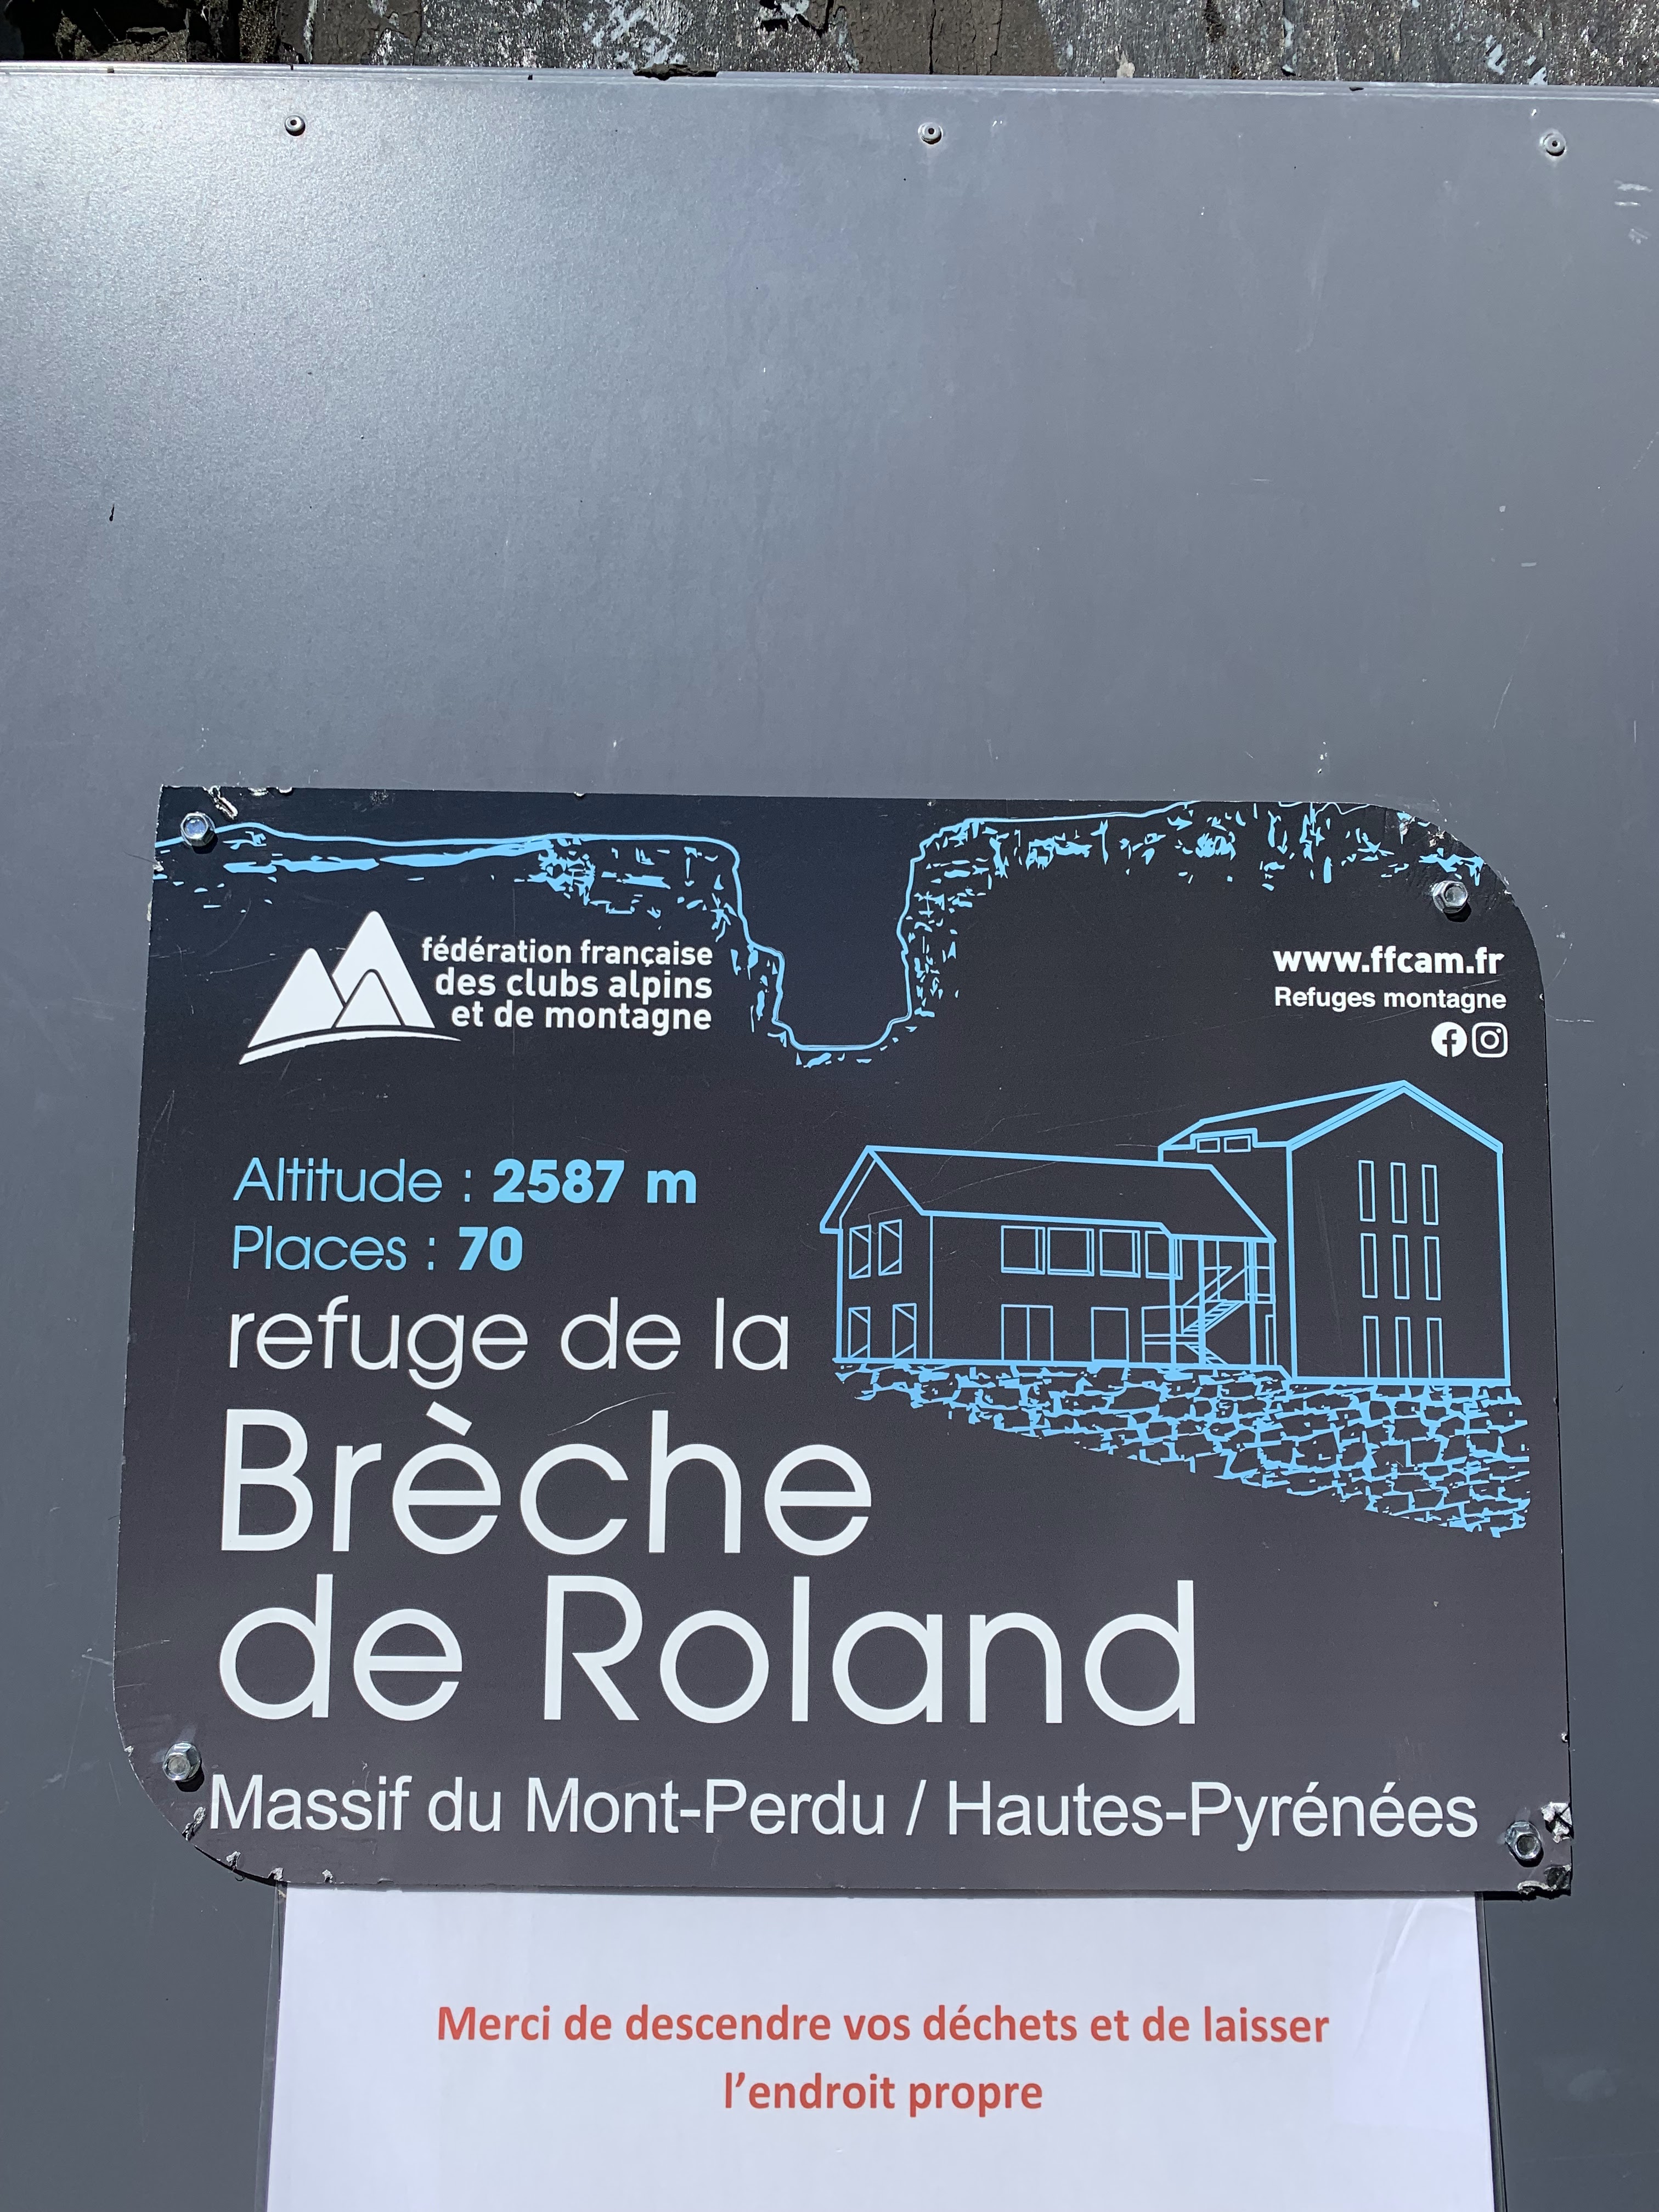 fédération française
des clubs alpins
et de montagne
www.ffcam.fr
Refuges montagne
Altitude : 2587 m
Places : 70
refuge de la
Brèche
de Roland
Massif du Mont-Perdu / Hautes-Pyrénées
Merci de descendre vos déchets et de laisser
l’endroit propre